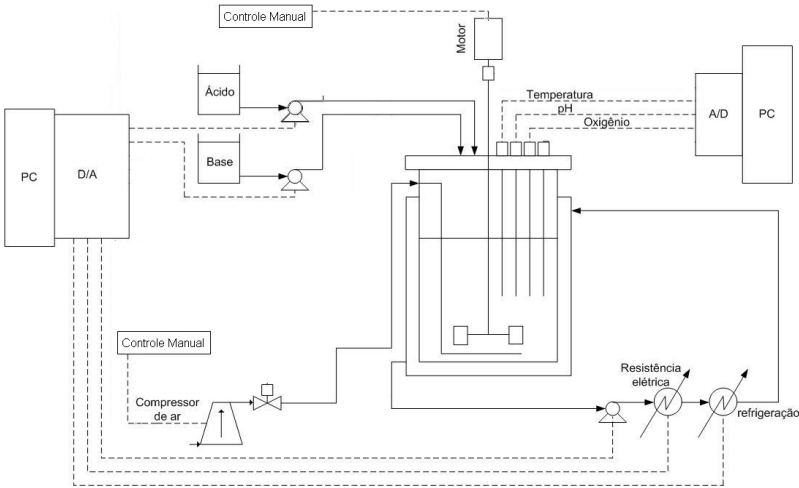 Controle Manual
Motor
Ácido
Temperatura
pH
Oxigênio
A/D
PC
Base
PC
D/A
Controle Manual
Compressor
de ar
Resistência
elétrica
refrigeração